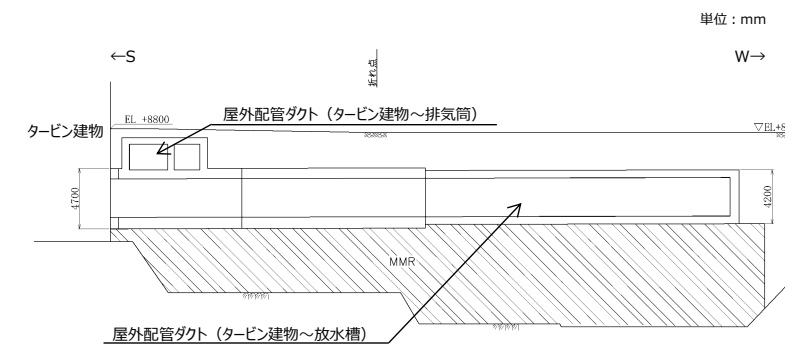 単位：mm
←S
W→
折れ点
EL +8800
屋外配管ダクト（タービン建物～排気筒）
タービン建物
▽EL+8
4700
4200
MMR
屋外配管ダクト（タービン建物～放水槽）